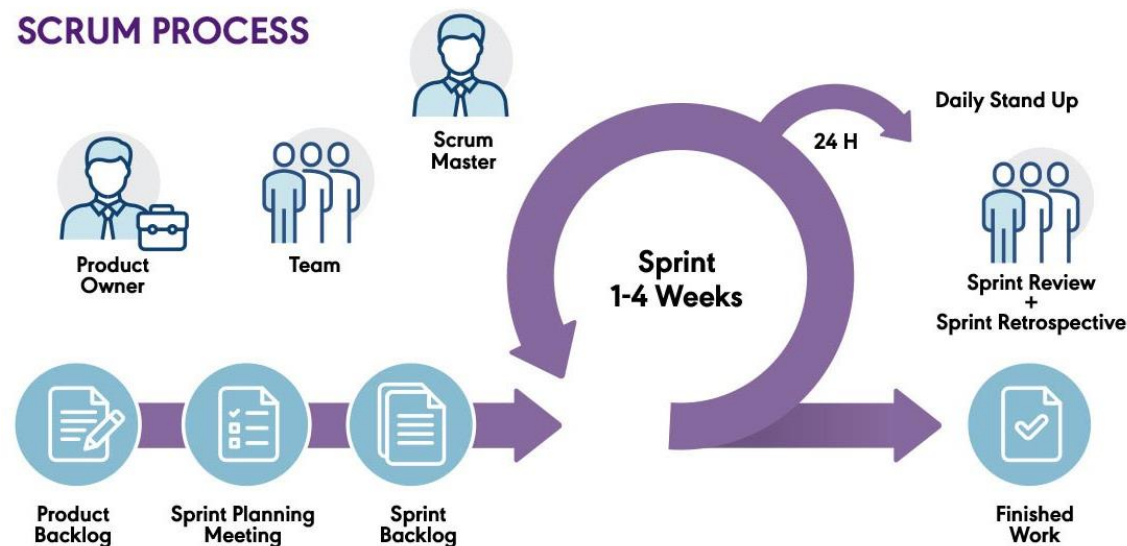 SCRUM PROCESS
Scrum
Master
Product
Owner
Team
Daily Stand Up
24 H
Sprint
1-4 Weeks
Sprint Review
+
Sprint Retrospective
Product
Backlog
Sprint Planning
Meeting
Sprint
Backlog
Finished
Work